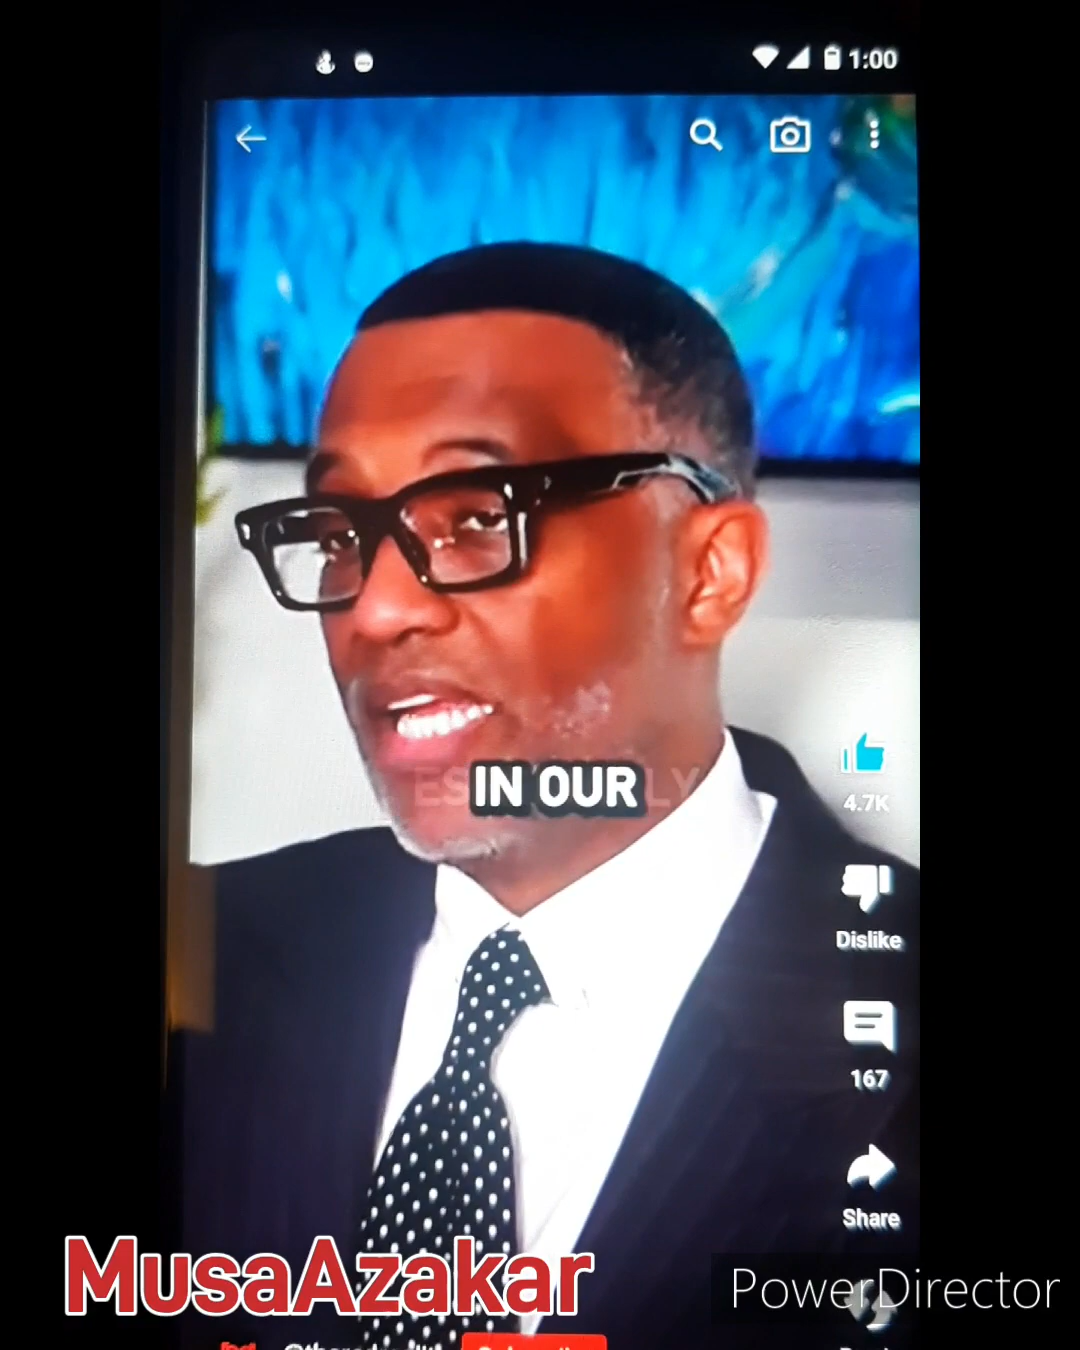 1:00
IN OUR
4.7K
Dislike
167
Share
MusaAzakar
PowerDirector